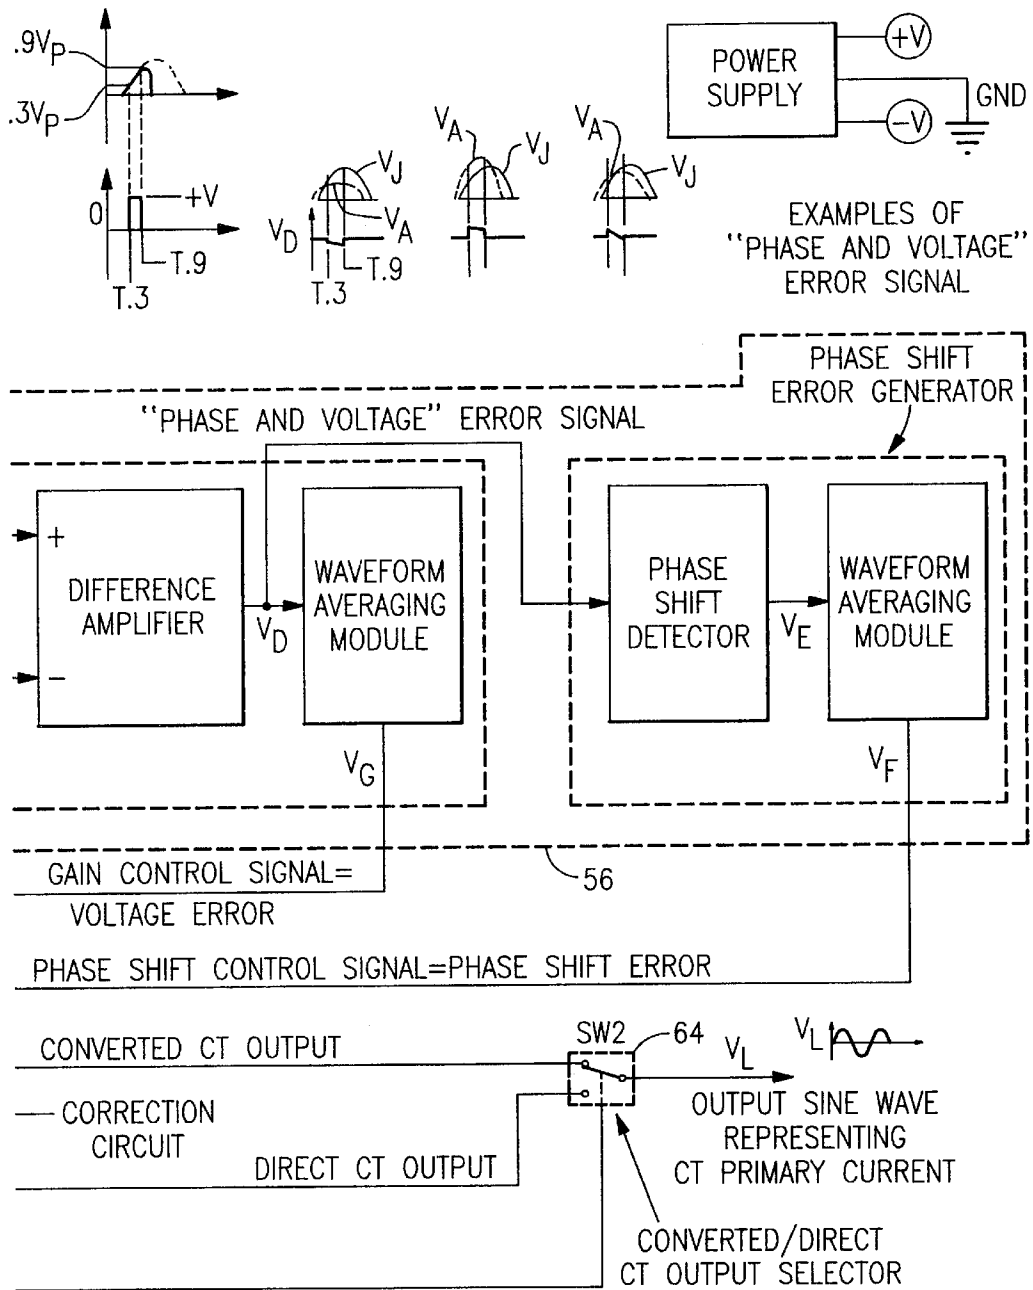 .9VP
.3VP
0
+V
T.9
T.3
VA
VJ
VD
VA
T.9
T.3
VA
VJ
VA
VJ
POWER
SUPPLY
+V
GND
−V
EXAMPLES OF
"PHASE AND VOLTAGE"
ERROR SIGNAL
PHASE SHIFT
ERROR GENERATOR
"PHASE AND VOLTAGE" ERROR SIGNAL
+
−
DIFFERENCE
AMPLIFIER
VD
WAVEFORM
AVERAGING
MODULE
PHASE
SHIFT
DETECTOR
VE
WAVEFORM
AVERAGING
MODULE
VG
VF
GAIN CONTROL SIGNAL=
VOLTAGE ERROR
56
PHASE SHIFT CONTROL SIGNAL=PHASE SHIFT ERROR
CONVERTED CT OUTPUT
SW2
64
VL
VL
CORRECTION
CIRCUIT
DIRECT CT OUTPUT
OUTPUT SINE WAVE
REPRESENTING
CT PRIMARY CURRENT
CONVERTED/DIRECT
CT OUTPUT SELECTOR